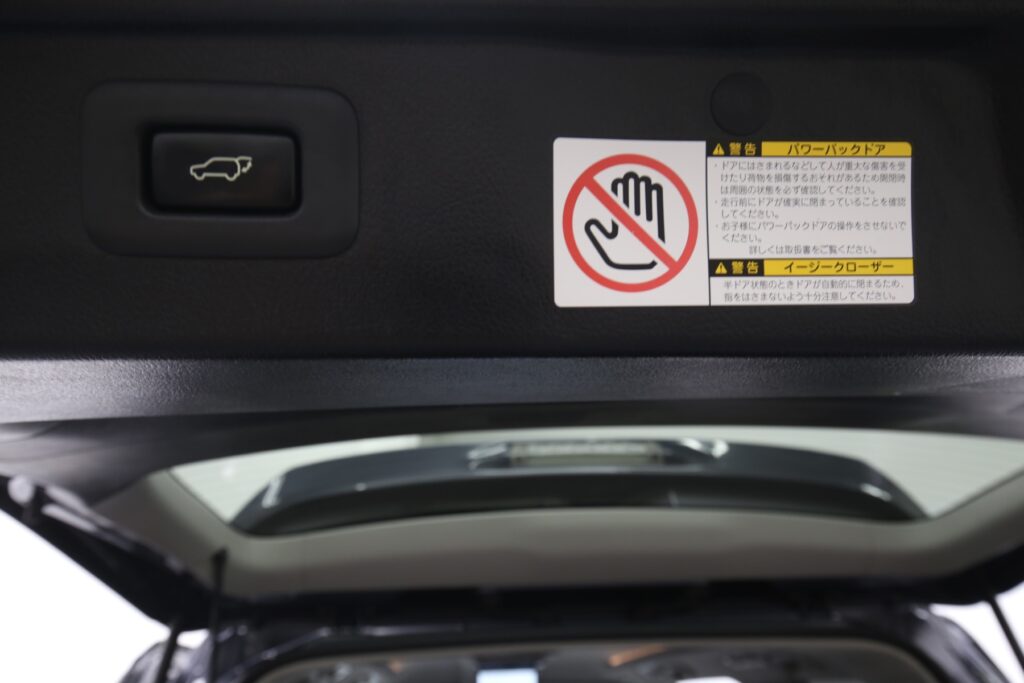 警告 パワーバックドア
・ドアにはさまれるなどして人が重大な傷害を受
けたり荷物を損傷するおそれがあるため開閉時
は周囲の状態を必ず確認してください。
・走行前にドアが確実に閉まっていることを確認
してください。
・お子様にパワーバックドアの操作をさせないで
ください。
詳しくは取扱書をご覧ください。
警告 イージークローザー
半ドア状態のときドアが自動的に閉まるため、
指をはさまないよう十分注意してください。